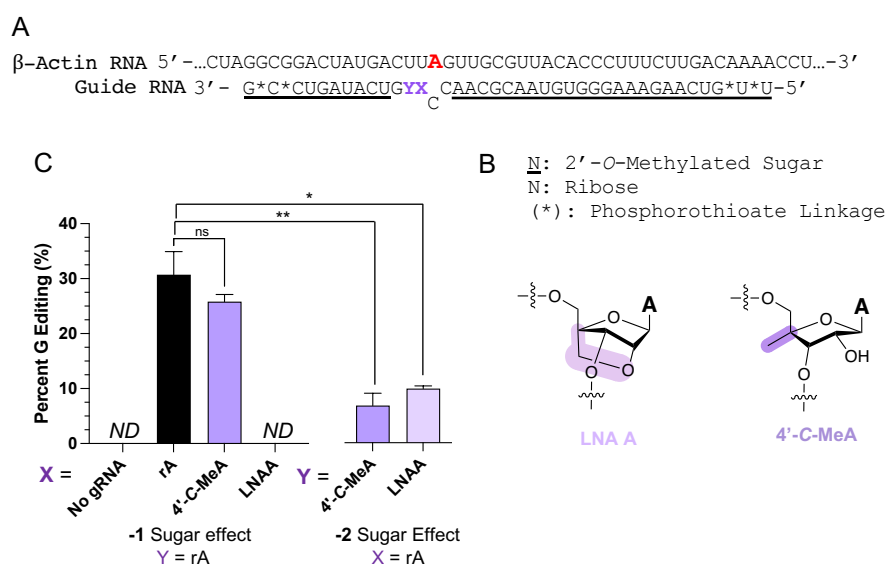 A
β-Actin RNA 5′-…CUAGGCGGACUAUGACUUAGUUGCGUUACACCCUUUCUUGACAAAACCU…-3′
Guide RNA 3′- G*C*CUGAUACUGYXCCAACGCAAUGUGGGAAAGAACUG*U*U-5′
C
B
N: 2′-O-Methylated Sugar
N: Ribose
(*): Phosphorothioate Linkage
Percent G Editing (%)
40
30
20
10
0
*
**
ns
ND
ND
X =
No gRNA
rA
4'-C-MeA
LNAA
Y =
4'-C-MeA
LNAA
-1 Sugar effect
Y = rA
-2 Sugar Effect
X = rA
O
O
A
O
O
LNA A
O
O
A
O
OH
4'-C-MeA